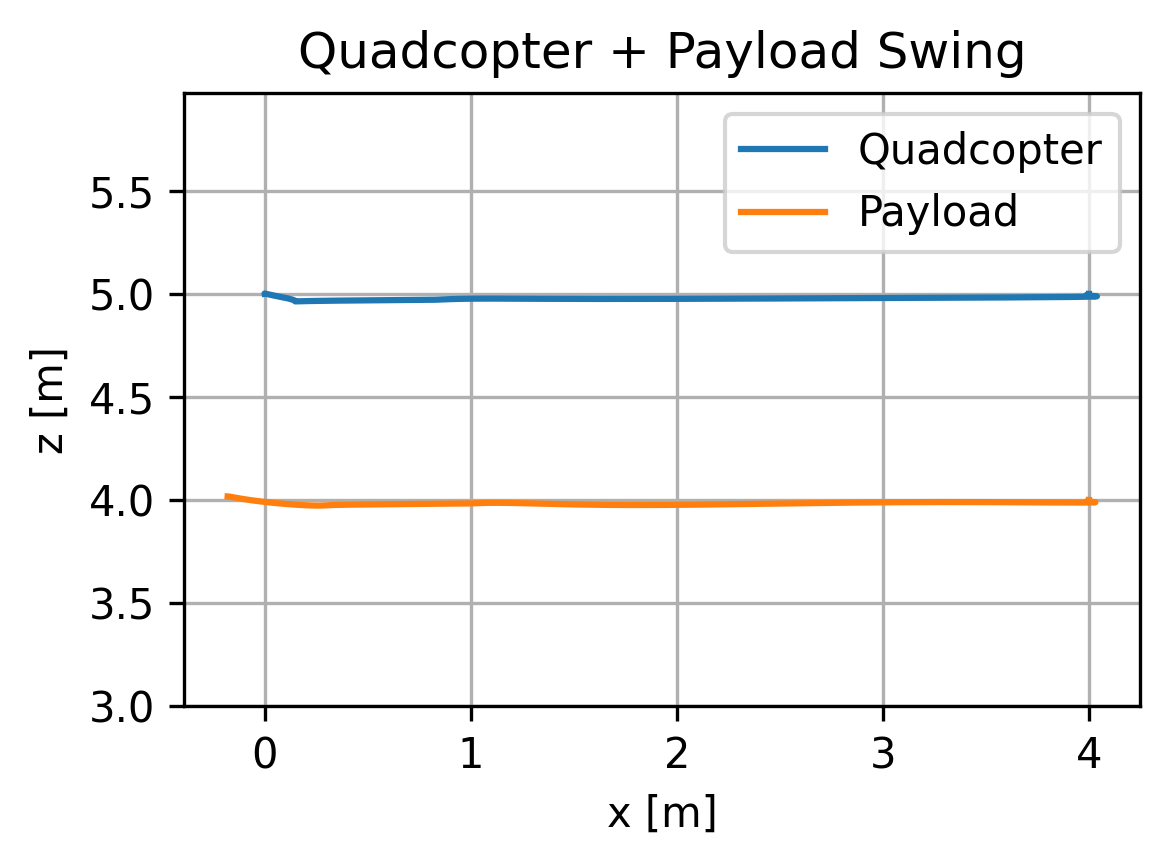 Quadcopter + Payload Swing
Quadcopter
Payload
z [m]
5.5
5.0
4.5
4.0
3.5
3.0
0 1 2 3 4
x [m]